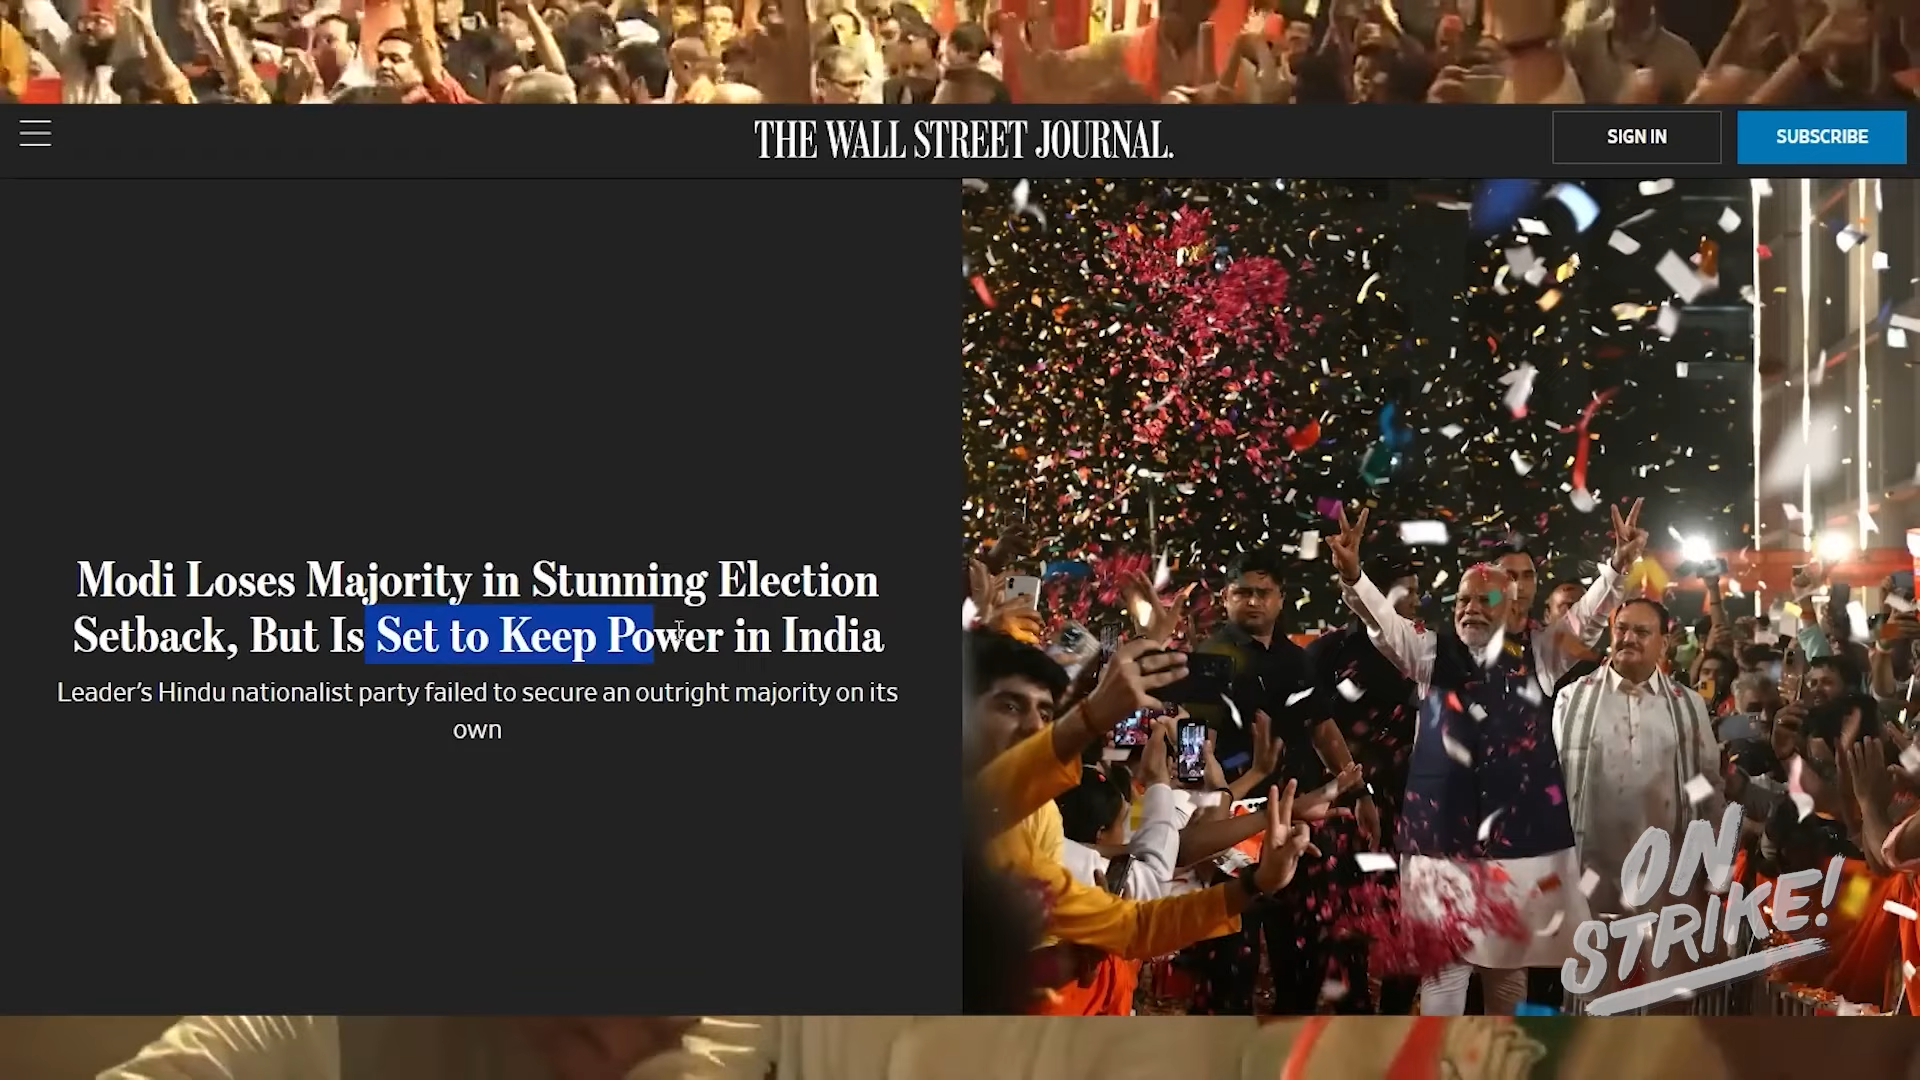 THE WALL STREET JOURNAL.
SIGN IN
SUBSCRIBE
Modi Loses Majority in Stunning Election
Setback, But Is Set to Keep Power in India
Leader’s Hindu nationalist party failed to secure an outright majority on its
own
ON
STRIKE!